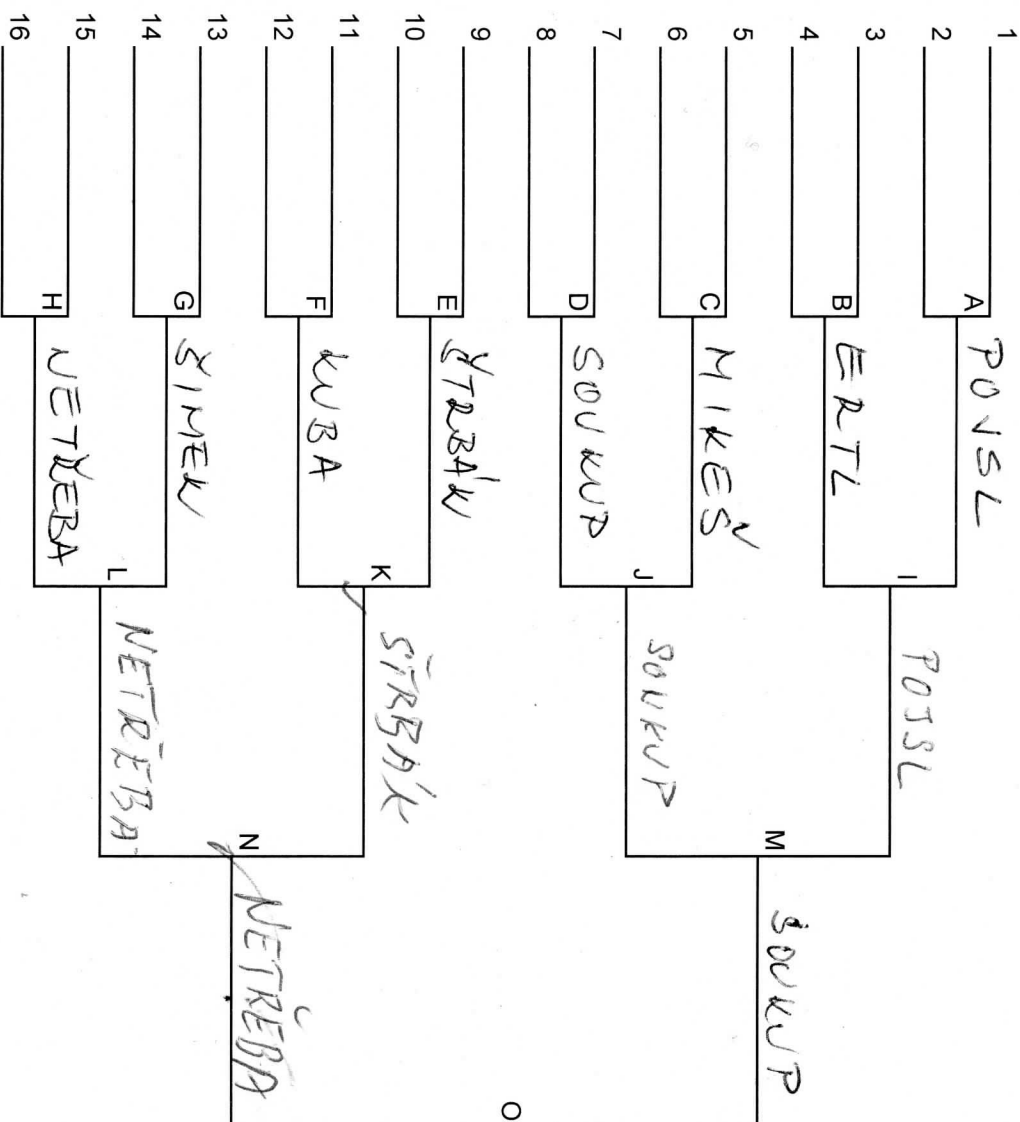 1
2
3
4
5
6
7
8
9
10
11
12
13
14
15
16
A
POJSL
B
ERTL
C
MIKEŠ
D
SOUKUP
E
ŠTRBÁK
F
KUBA
G
ŠIMEK
H
NETŘEBA
I
POJSL
J
SOUKUP
K
ŠTRBÁK
L
NETŘEBA
M
SOUKUP
N
NETŘEBA
O